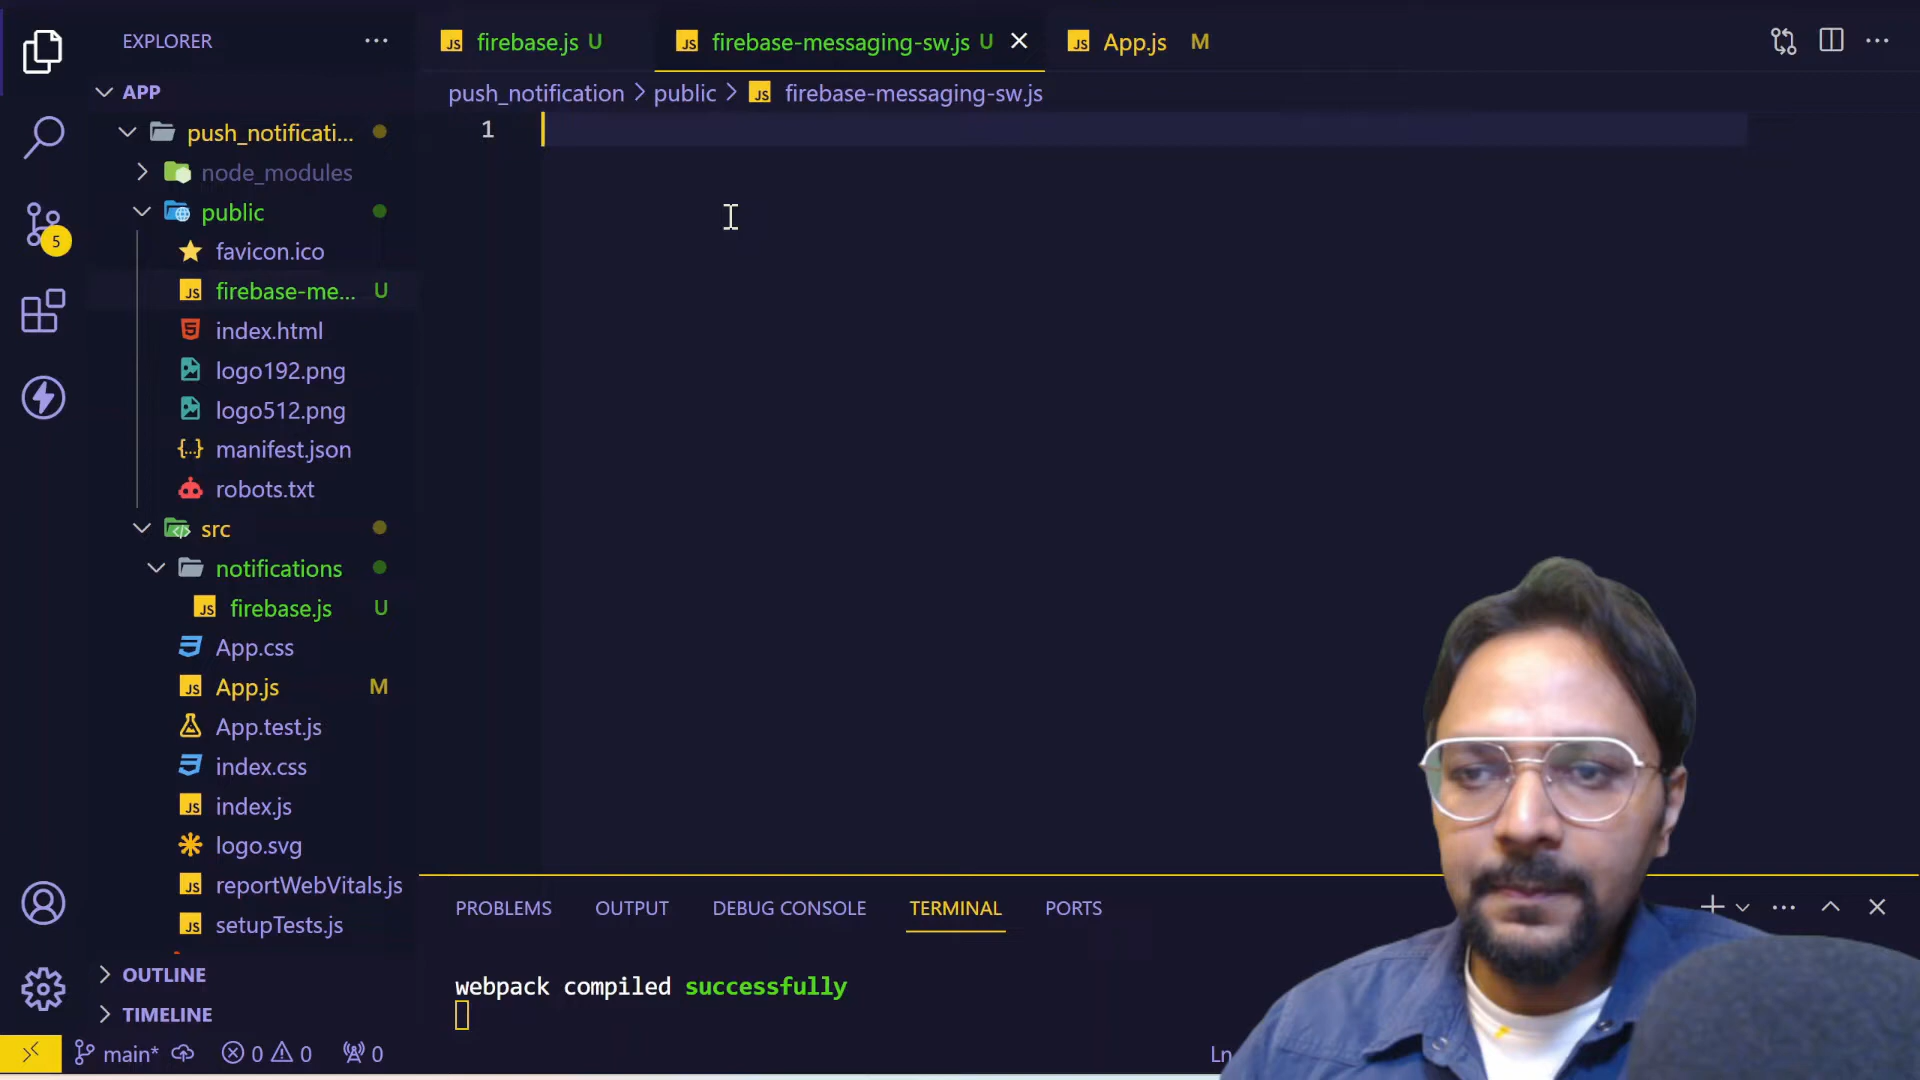 EXPLORER
APP
push_notificati...
node_modules
public
favicon.ico
firebase-me... U
index.html
logo192.png
logo512.png
manifest.json
robots.txt
src
notifications
firebase.js U
App.css
App.js M
App.test.js
index.css
index.js
logo.svg
reportWebVitals.js
setupTests.js
OUTLINE
TIMELINE
5
firebase.js U
firebase-messaging-sw.js U
App.js M
push_notification > public > firebase-messaging-sw.js
1
PROBLEMS OUTPUT DEBUG CONSOLE TERMINAL PORTS
webpack compiled successfully
main* 0 0 0
Ln